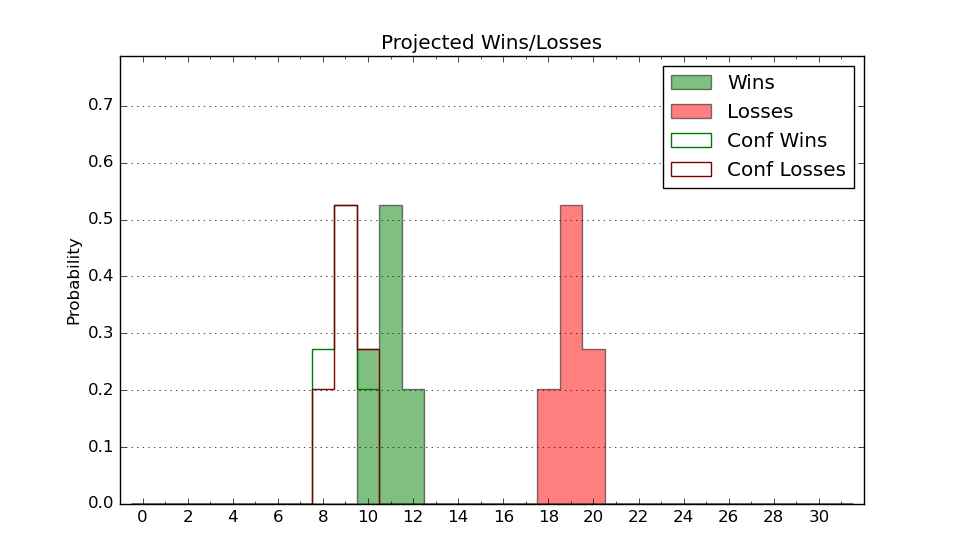 Projected Wins/Losses
Wins
Losses
Conf Wins
Conf Losses
Probability
0.7
0.6
0.5
0.4
0.3
0.2
0.1
0.0
0 2 4 6 8 10 12 14 16 18 20 22 24 26 28 30